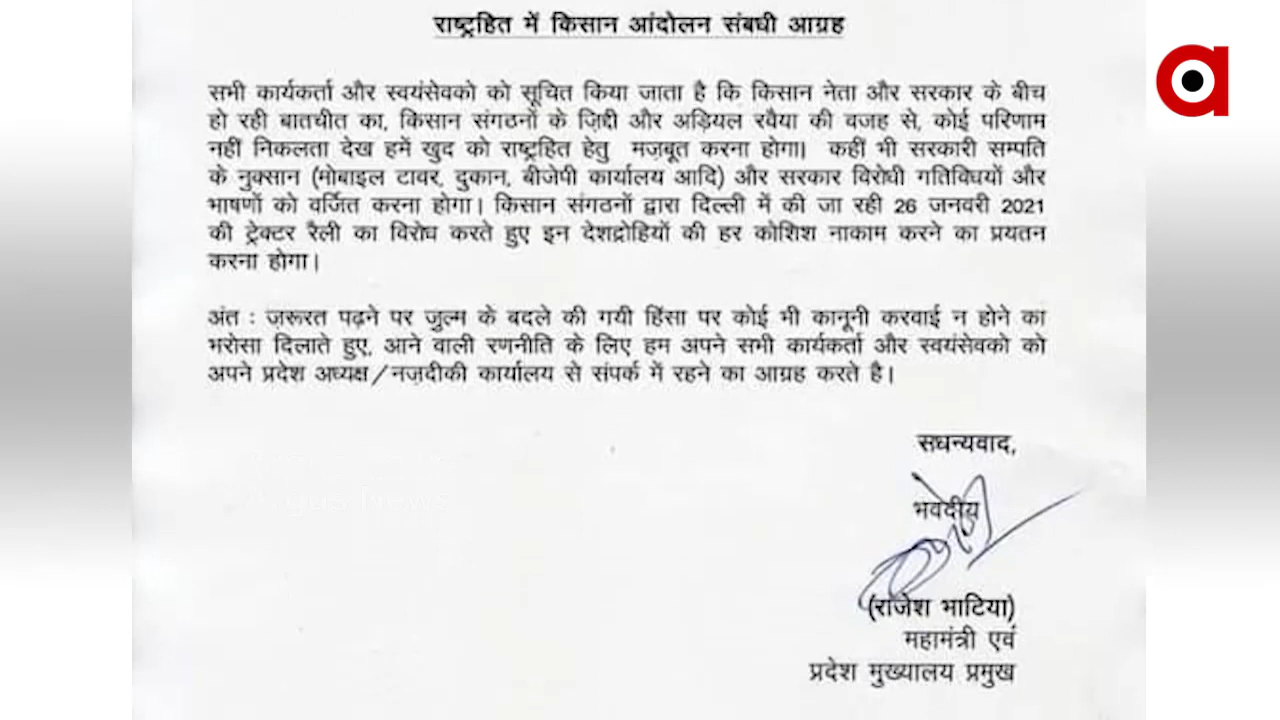 राष्ट्रहित में किसान आंदोलन संबधी आग्रह
सभी कार्यकर्ता और स्वयंसेवको को सूचित किया जाता है कि किसान नेता और सरकार के बीच
हो रही बातचीत का, किसान संगठनों के ज़िद्दी और अड़ियल रवैया की वजह से, कोई परिणाम
नहीं निकलता देख हमें खुद को राष्ट्रहित हेतु मज़बूत करना होगा। कहीं भी सरकारी सम्पति
के नुक्सान (मोबाइल टावर, दुकान, बीजेपी कार्यालय आदि) और सरकार विरोधी गतिविधियों और
भाषणों को वर्जित करना होगा। किसान संगठनों द्वारा दिल्ली में की जा रही 26 जनवरी 2021
की ट्रेक्टर रैली का विरोध करते हुए इन देशद्रोहियों की हर कोशिश नाकाम करने का प्रयतन
करना होगा।
अंत : ज़रूरत पढ़ने पर जुल्म के बदले की गयी हिंसा पर कोई भी कानूनी करवाई न होने का
भरोसा दिलाते हुए, आने वाली रणनीति के लिए हम अपने सभी कार्यकर्ता और स्वयंसेवको को
अपने प्रदेश अध्यक्ष/नज़दीकी कार्यालय से संपर्क में रहने का आग्रह करते है।
सधन्यवाद,
भवदीय
(राजेश भाटिया)
महामंत्री एवं
प्रदेश मुख्यालय प्रमुख